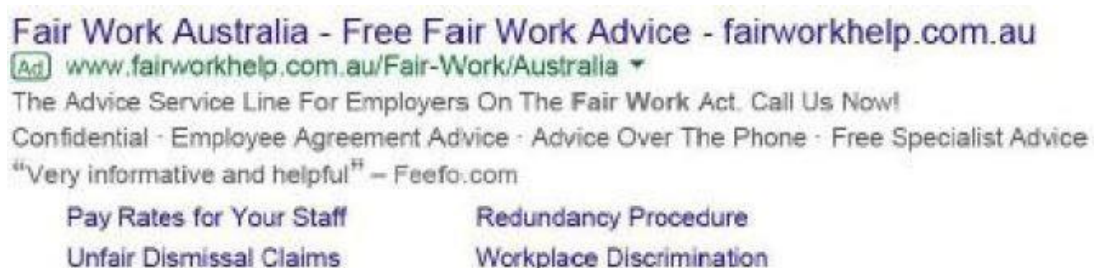 Fair Work Australia - Free Fair Work Advice - fairworkhelp.com.au
Ad www.fairworkhelp.com.au/Fair-Work/Australia
The Advice Service Line For Employers On The Fair Work Act. Call Us Now!
Confidential · Employee Agreement Advice · Advice Over The Phone · Free Specialist Advice
“Very informative and helpful” – Feefo.com
Pay Rates for Your Staff Redundancy Procedure
Unfair Dismissal Claims Workplace Discrimination